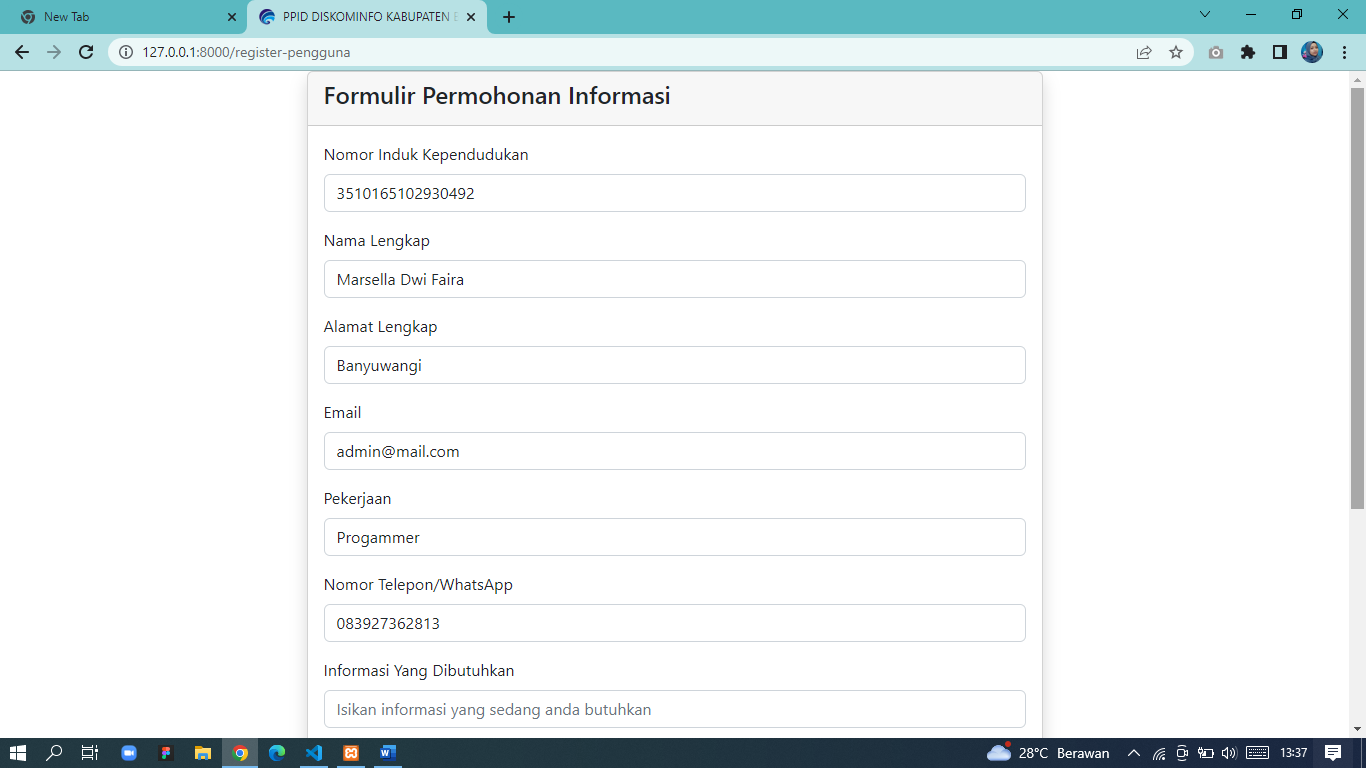 New Tab
PPID DISKOMINFO KABUPATEN
127.0.0.1:8000/register-pengguna
Formulir Permohonan Informasi
Nomor Induk Kependudukan
3510165102930492
Nama Lengkap
Marsella Dwi Faira
Alamat Lengkap
Banyuwangi
Email
admin@mail.com
Pekerjaan
Progammer
Nomor Telepon/WhatsApp
083927362813
Informasi Yang Dibutuhkan
Isikan informasi yang sedang anda butuhkan
28°C Berawan
13:37